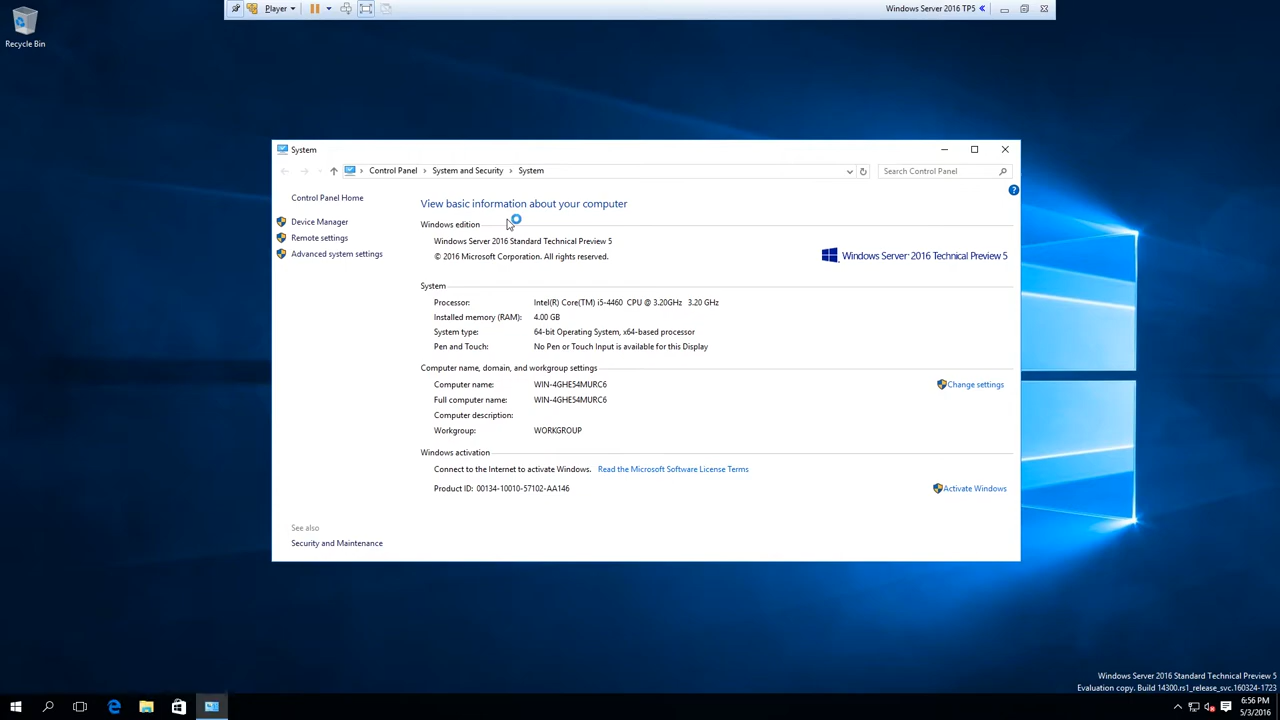 Player
Windows Server 2016 TP5
Recycle Bin
System
Control Panel > System and Security > System
Search Control Panel
Control Panel Home
Device Manager
Remote settings
Advanced system settings
See also
Security and Maintenance
View basic information about your computer
Windows edition
Windows Server 2016 Standard Technical Preview 5
© 2016 Microsoft Corporation. All rights reserved.
Windows Server® 2016 Technical Preview 5
System
Processor: Intel(R) Core(TM) i5-4460 CPU @ 3.20GHz 3.20 GHz
Installed memory (RAM): 4.00 GB
System type: 64-bit Operating System, x64-based processor
Pen and Touch: No Pen or Touch Input is available for this Display
Computer name, domain, and workgroup settings
Computer name: WIN-4GHE54MURC6
Change settings
Full computer name: WIN-4GHE54MURC6
Computer description:
Workgroup: WORKGROUP
Windows activation
Connect to the Internet to activate Windows. Read the Microsoft Software License Terms
Product ID: 00134-10010-57102-AA146
Activate Windows
Windows Server 2016 Standard Technical Preview 5
Evaluation copy. Build 14300.rs1_release_svc.160324-1723
6:56 PM
5/3/2016